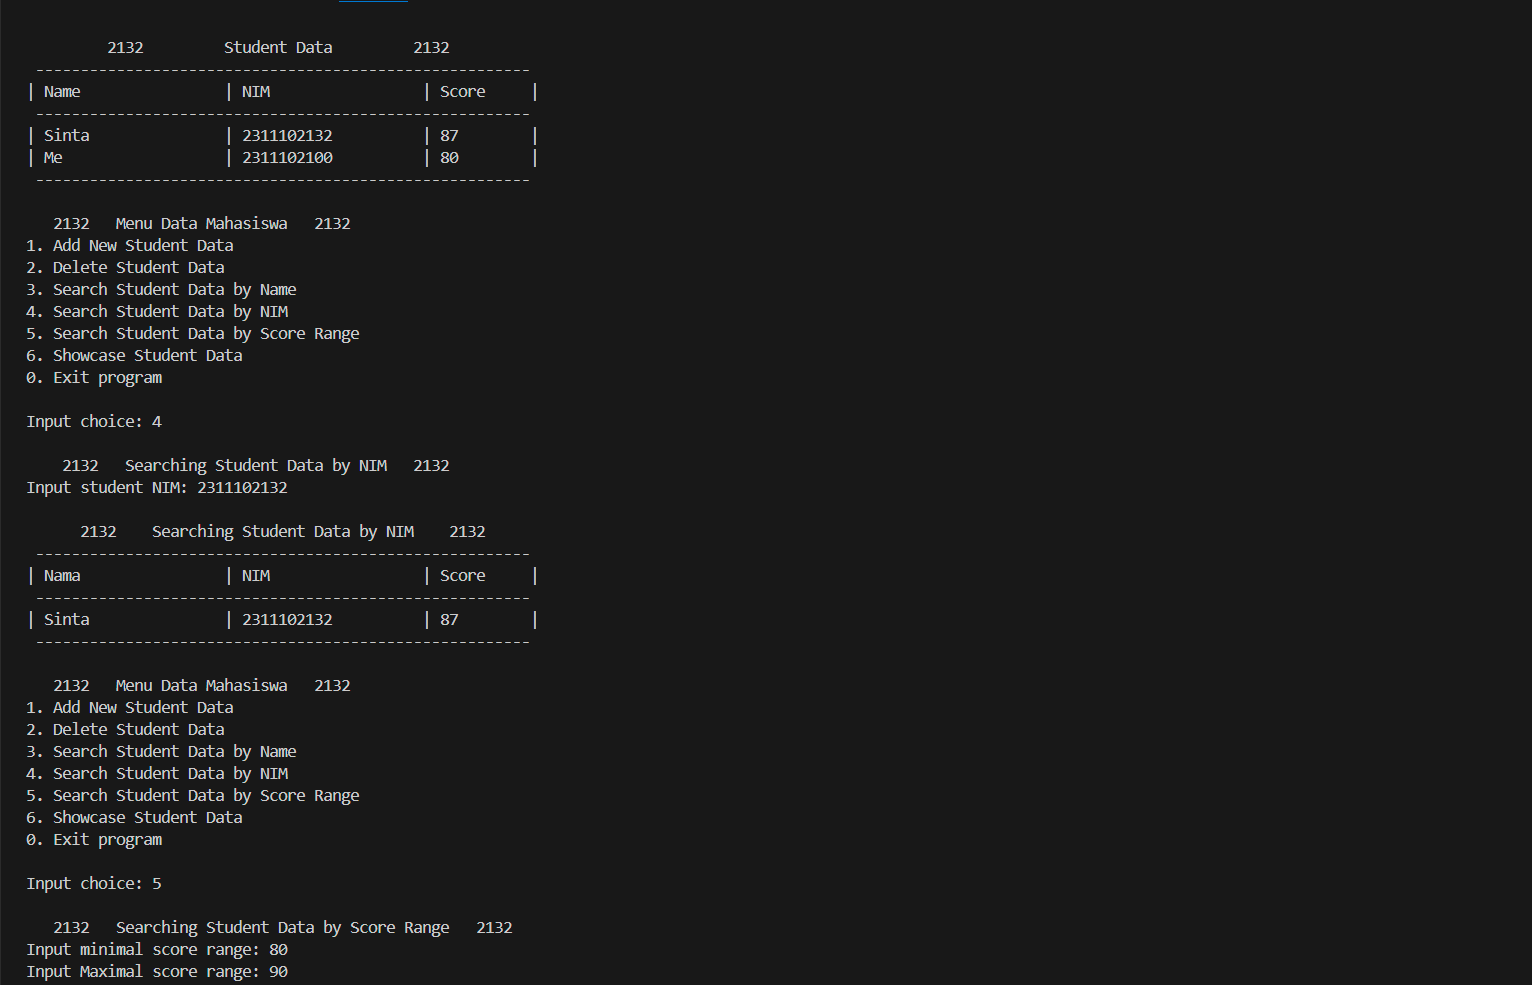 2132         Student Data         2132
-------------------------------------------------------
| Name                | NIM                 | Score     |
-------------------------------------------------------
| Sinta               | 2311102132          | 87        |
| Me                  | 2311102100          | 80        |
-------------------------------------------------------
2132   Menu Data Mahasiswa   2132
1. Add New Student Data
2. Delete Student Data
3. Search Student Data by Name
4. Search Student Data by NIM
5. Search Student Data by Score Range
6. Showcase Student Data
0. Exit program
Input choice: 4
2132   Searching Student Data by NIM   2132
Input student NIM: 2311102132
2132    Searching Student Data by NIM    2132
-------------------------------------------------------
| Nama                | NIM                 | Score     |
-------------------------------------------------------
| Sinta               | 2311102132          | 87        |
-------------------------------------------------------
2132   Menu Data Mahasiswa   2132
1. Add New Student Data
2. Delete Student Data
3. Search Student Data by Name
4. Search Student Data by NIM
5. Search Student Data by Score Range
6. Showcase Student Data
0. Exit program
Input choice: 5
2132   Searching Student Data by Score Range   2132
Input minimal score range: 80
Input Maximal score range: 90